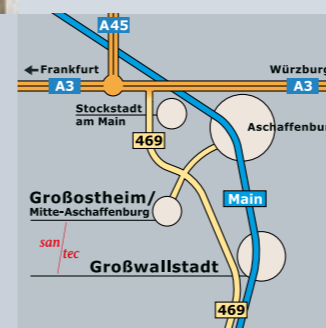 A45
Frankfurt
Würzburg
A3
A3
Stockstadt
am Main
Aschaffenburg
469
Main
Großostheim/
Mitte-Aschaffenburg
san
tec
Großwallstadt
469